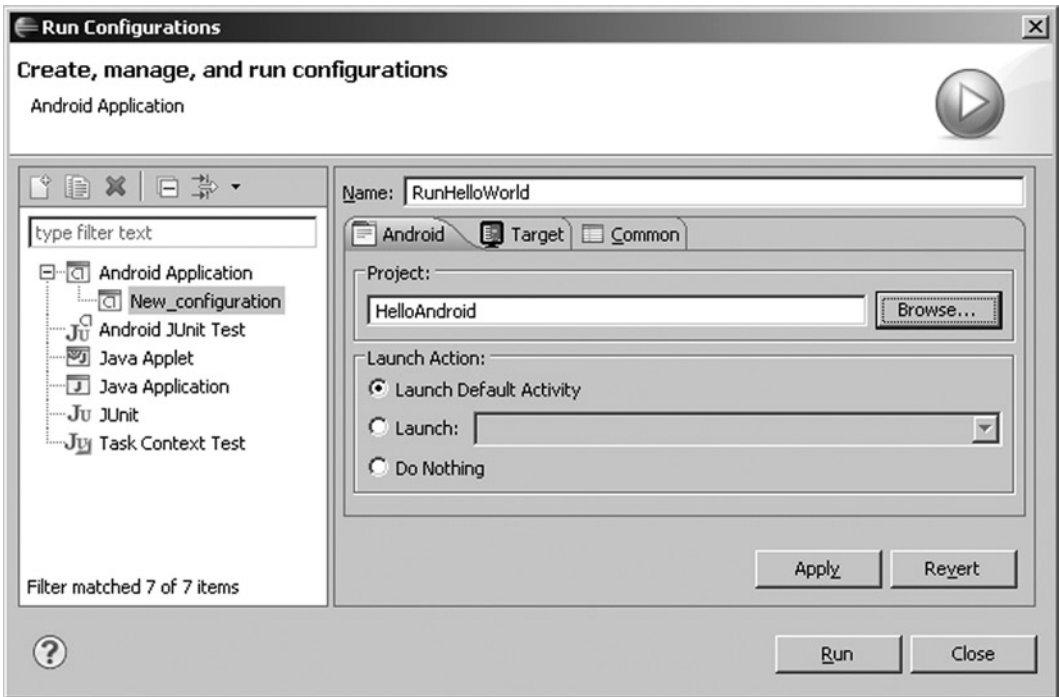 Run Configurations
Create, manage, and run configurations
Android Application
type filter text
Android Application
New_configuration
Android JUnit Test
Java Applet
Java Application
JUnit
Task Context Test
Filter matched 7 of 7 items
Name: RunHelloWorld
Android Target Common
Project:
HelloAndroid Browse...
Launch Action:
Launch Default Activity
Launch:
Do Nothing
Apply Revert
Run Close